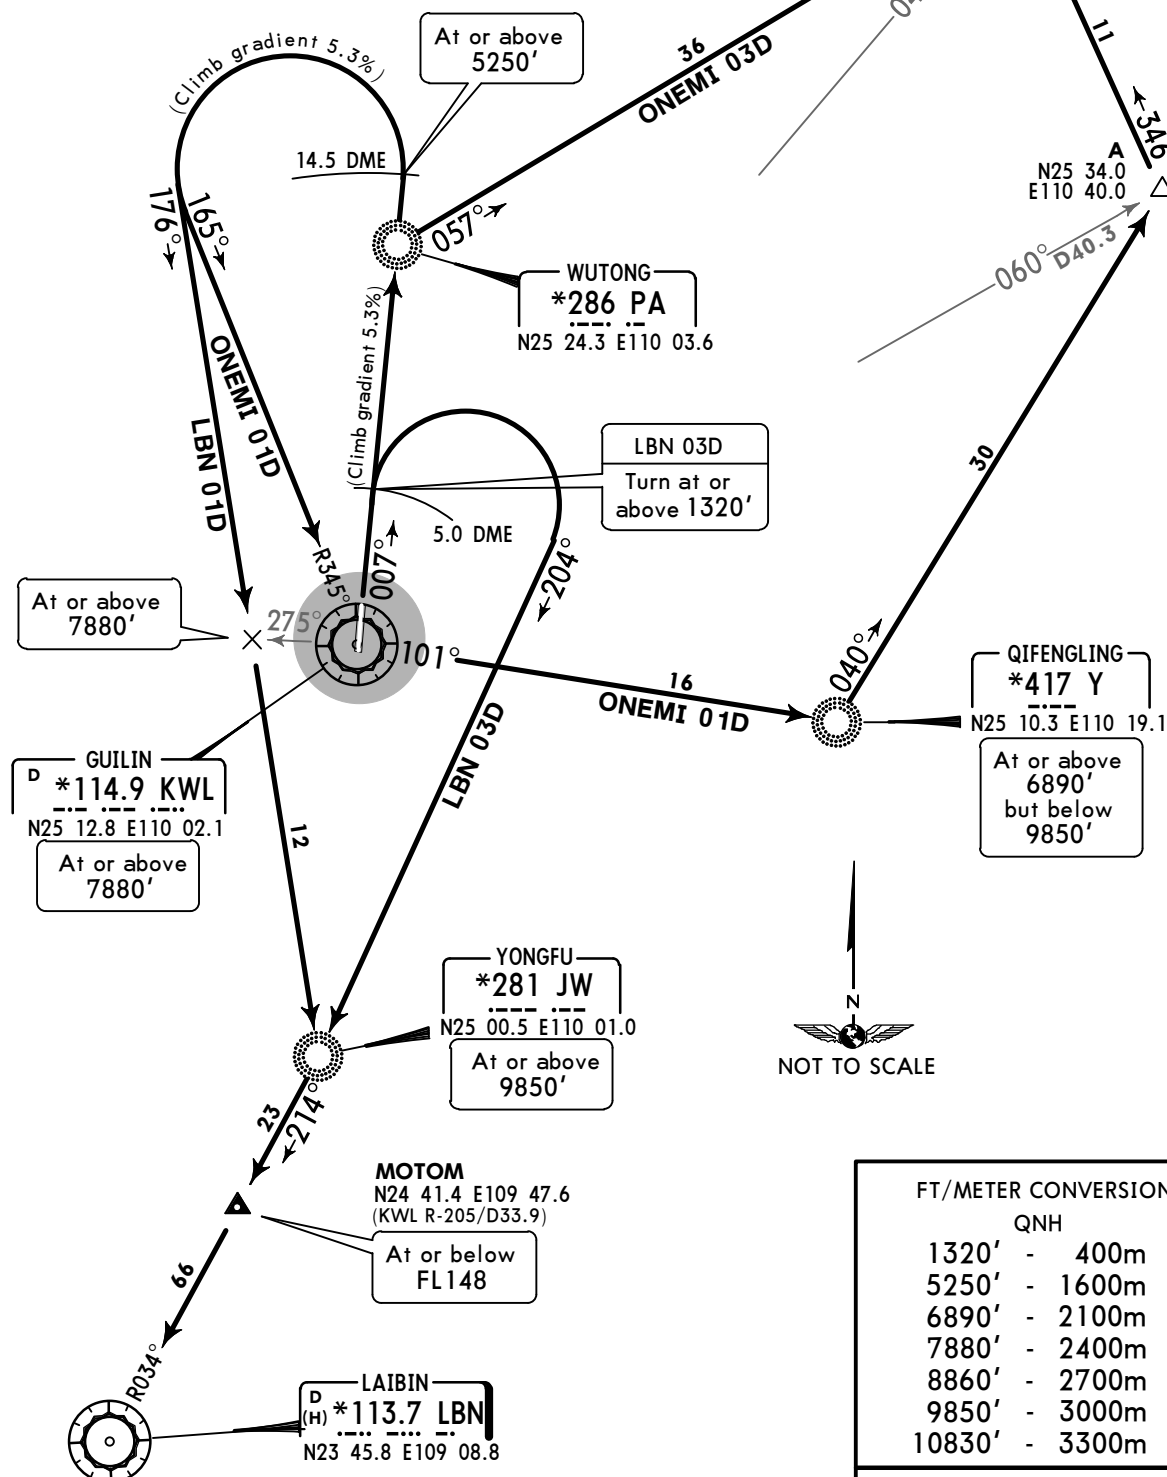 (Climb gradient 5.3%)
At or above
5250'
36
ONEMI 03D
11
346°
14.5 DME
A
N25 34.0
E110 40.0
176°
165°
057°
060°
D40.3
WUTONG
*286 PA
N25 24.3 E110 03.6
(Climb gradient 5.3%)
ONEMI 01D
LBN 01D
LBN 03D
Turn at or
above 1320'
30
5.0 DME
R345°
007°
204°
At or above
7880'
275°
101°
16
ONEMI 01D
040°
QIFENGLING
*417 Y
N25 10.3 E110 19.1
At or above
6890'
but below
9850'
LBN 03D
GUILIN
D *114.9 KWL
N25 12.8 E110 02.1
At or above
7880'
12
YONGFU
*281 JW
N25 00.5 E110 01.0
At or above
9850'
N
NOT TO SCALE
23
214°
MOTOM
N24 41.4 E109 47.6
(KWL R-205/D33.9)
At or below
FL148
66
R034°
LAIBIN
D
(H) *113.7 LBN
N23 45.8 E109 08.8
FT/METER CONVERSION
QNH
1320' - 400m
5250' - 1600m
6890' - 2100m
7880' - 2400m
8860' - 2700m
9850' - 3000m
10830' - 3300m